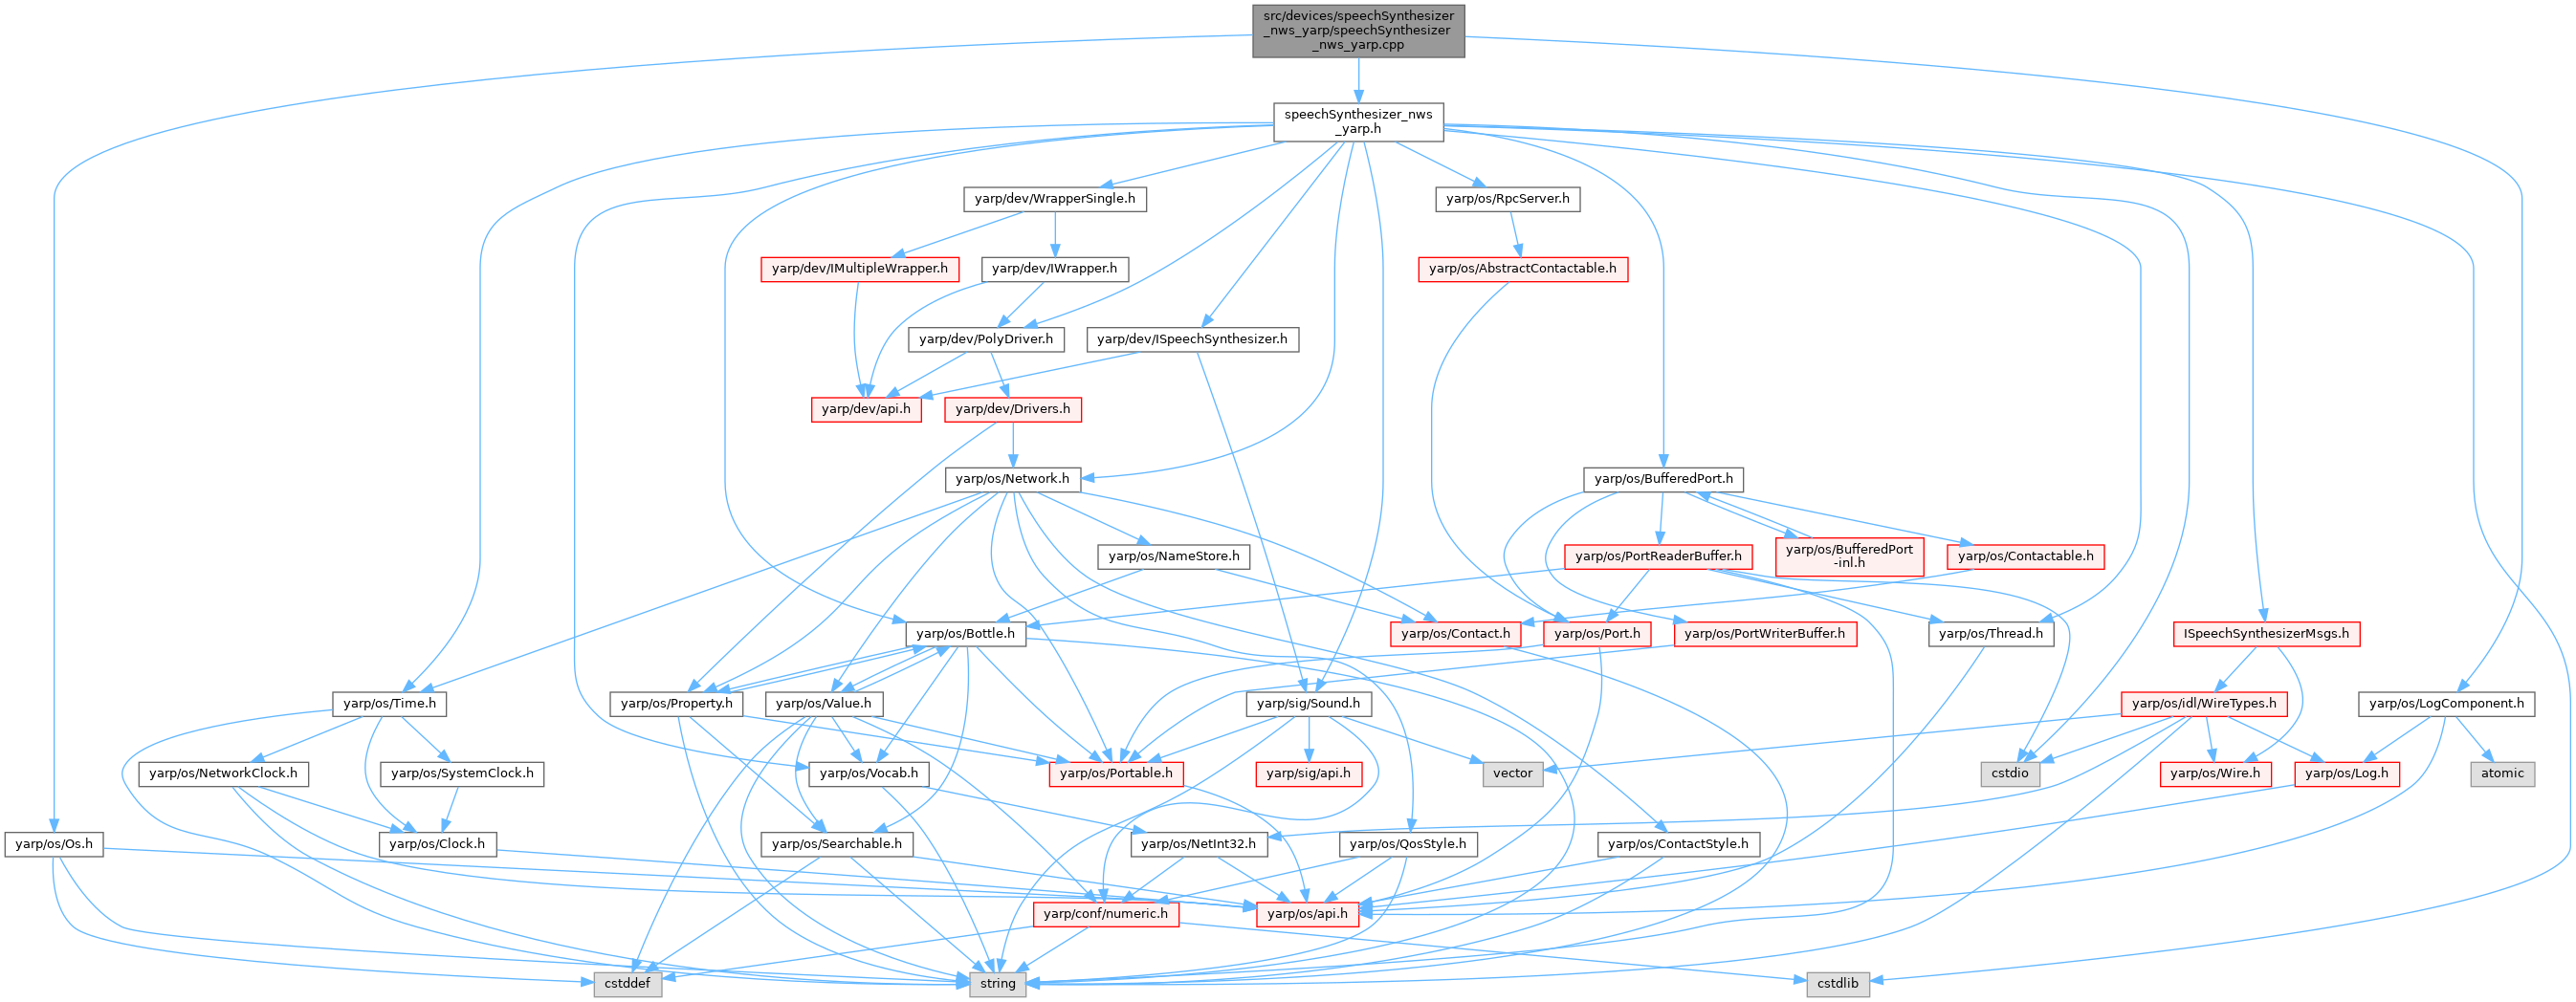 src/devices/speechSynthesizer
_nws_yarp/speechSynthesizer
_nws_yarp.cpp
speechSynthesizer_nws
_yarp.h
yarp/dev/WrapperSingle.h
yarp/os/RpcServer.h
yarp/dev/IMultipleWrapper.h
yarp/dev/IWrapper.h
yarp/os/AbstractContactable.h
yarp/dev/PolyDriver.h
yarp/dev/ISpeechSynthesizer.h
yarp/dev/api.h
yarp/dev/Drivers.h
yarp/os/Network.h
yarp/os/BufferedPort.h
yarp/os/NameStore.h
yarp/os/PortReaderBuffer.h
yarp/os/BufferedPort
-inl.h
yarp/os/Contactable.h
yarp/os/Bottle.h
yarp/os/Contact.h
yarp/os/Port.h
yarp/os/PortWriterBuffer.h
yarp/os/Thread.h
ISpeechSynthesizerMsgs.h
yarp/os/Time.h
yarp/os/Property.h
yarp/os/Value.h
yarp/sig/Sound.h
yarp/os/idl/WireTypes.h
yarp/os/LogComponent.h
yarp/os/NetworkClock.h
yarp/os/SystemClock.h
yarp/os/Vocab.h
yarp/os/Portable.h
yarp/sig/api.h
vector
cstdio
yarp/os/Wire.h
yarp/os/Log.h
atomic
yarp/os/Os.h
yarp/os/Clock.h
yarp/os/Searchable.h
yarp/os/NetInt32.h
yarp/os/QosStyle.h
yarp/os/ContactStyle.h
yarp/conf/numeric.h
yarp/os/api.h
cstddef
string
cstdlib